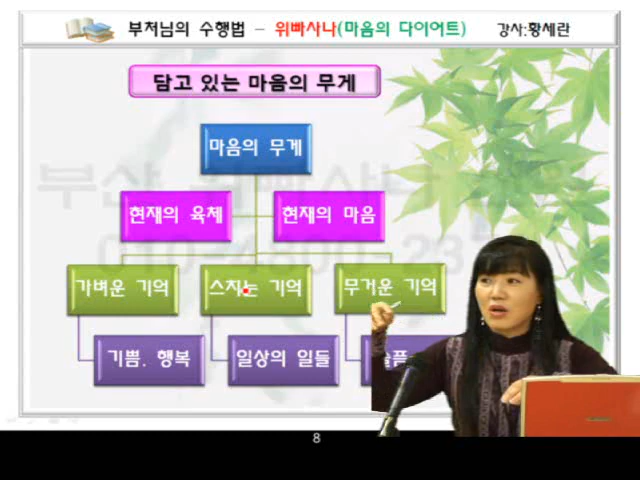 부처님의 수행법 – 위빠사나(마음의 다이어트) 강사:황세란
담고 있는 마음의 무게
마음의 무게
현재의 육체 현재의 마음
가벼운 기억 스치는 기억 무거운 기억
기쁨. 행복 일상의 일들 슬픔
8